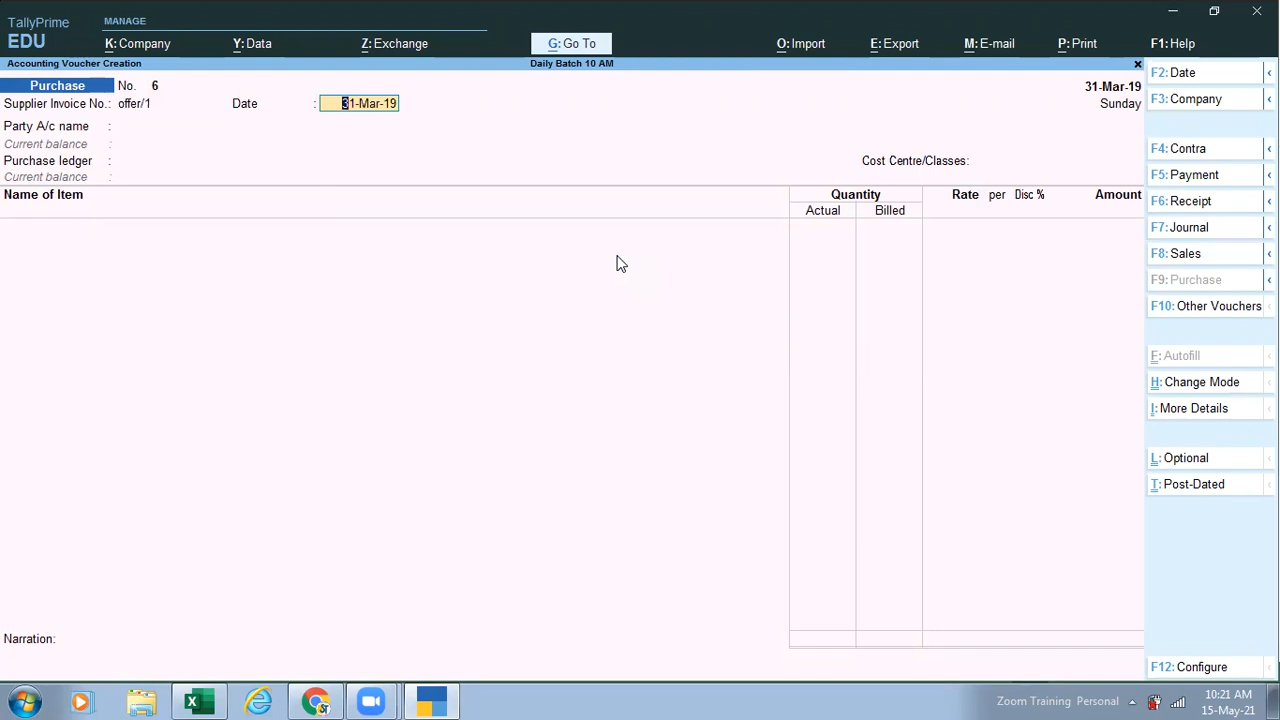 TallyPrime
EDU
MANAGE
K:Company
Y:Data
Z:Exchange
G:Go To
O:Import
E:Export
M:E-mail
P:Print
F1:Help
Accounting Voucher Creation
Daily Batch 10 AM
×
Purchase No. 6
31-Mar-19
Supplier Invoice No.: offer/1 Date : 31-Mar-19
Sunday
Party A/c name :
Current balance :
Purchase ledger :
Cost Centre/Classes:
Current balance :
Name of Item
Quantity
Rate per Disc % Amount
Actual Billed
Narration:
F2:Date
F3:Company
F4:Contra
F5:Payment
F6:Receipt
F7:Journal
F8:Sales
F9:Purchase
F10:Other Vouchers
F:Autofill
H:Change Mode
I:More Details
L:Optional
T:Post-Dated
F12:Configure
Zoom Training Personal
10:21 AM
15-May-21